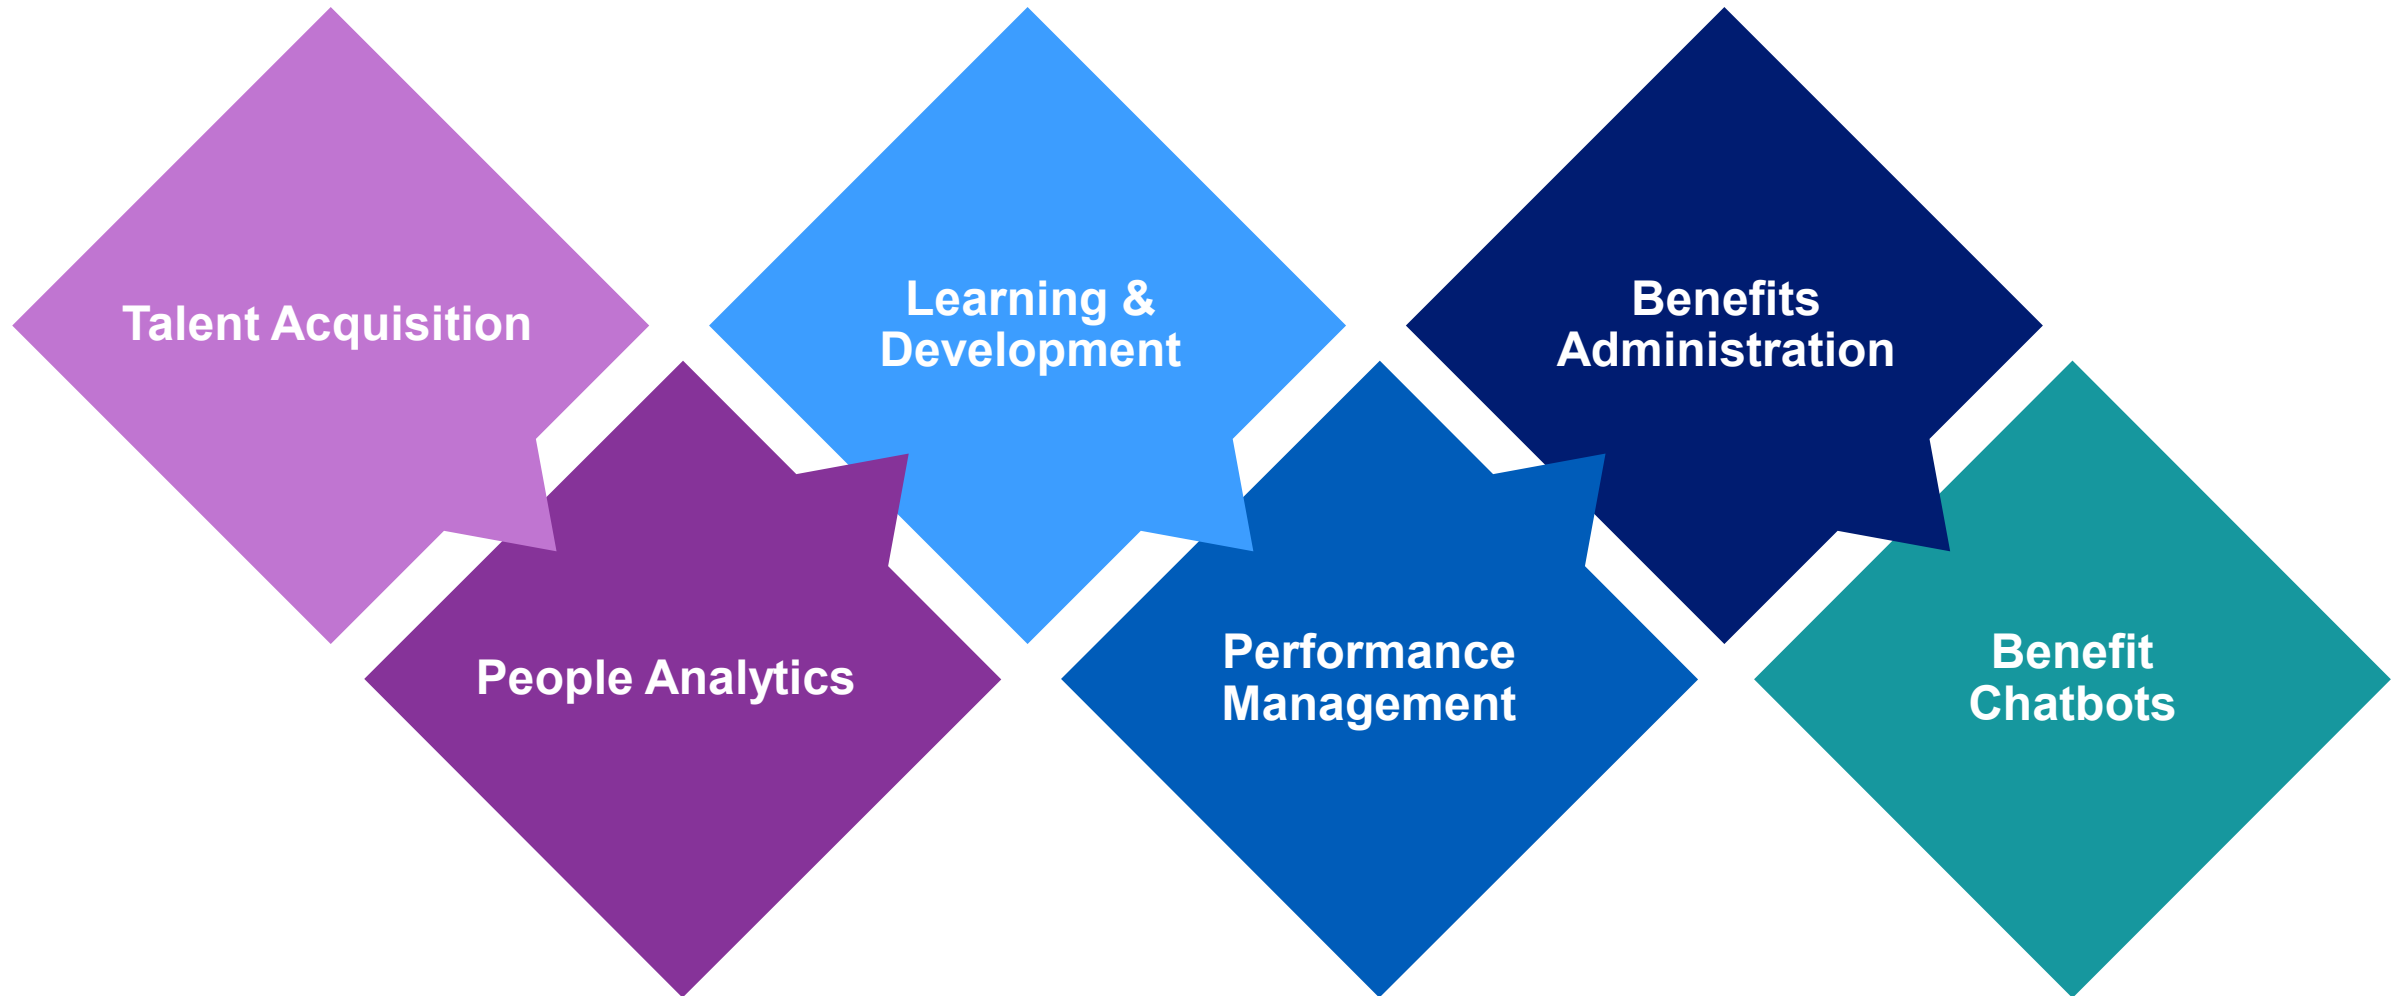 Talent Acquisition
People Analytics
Learning &
Development
Performance
Management
Benefits
Administration
Benefit
Chatbots